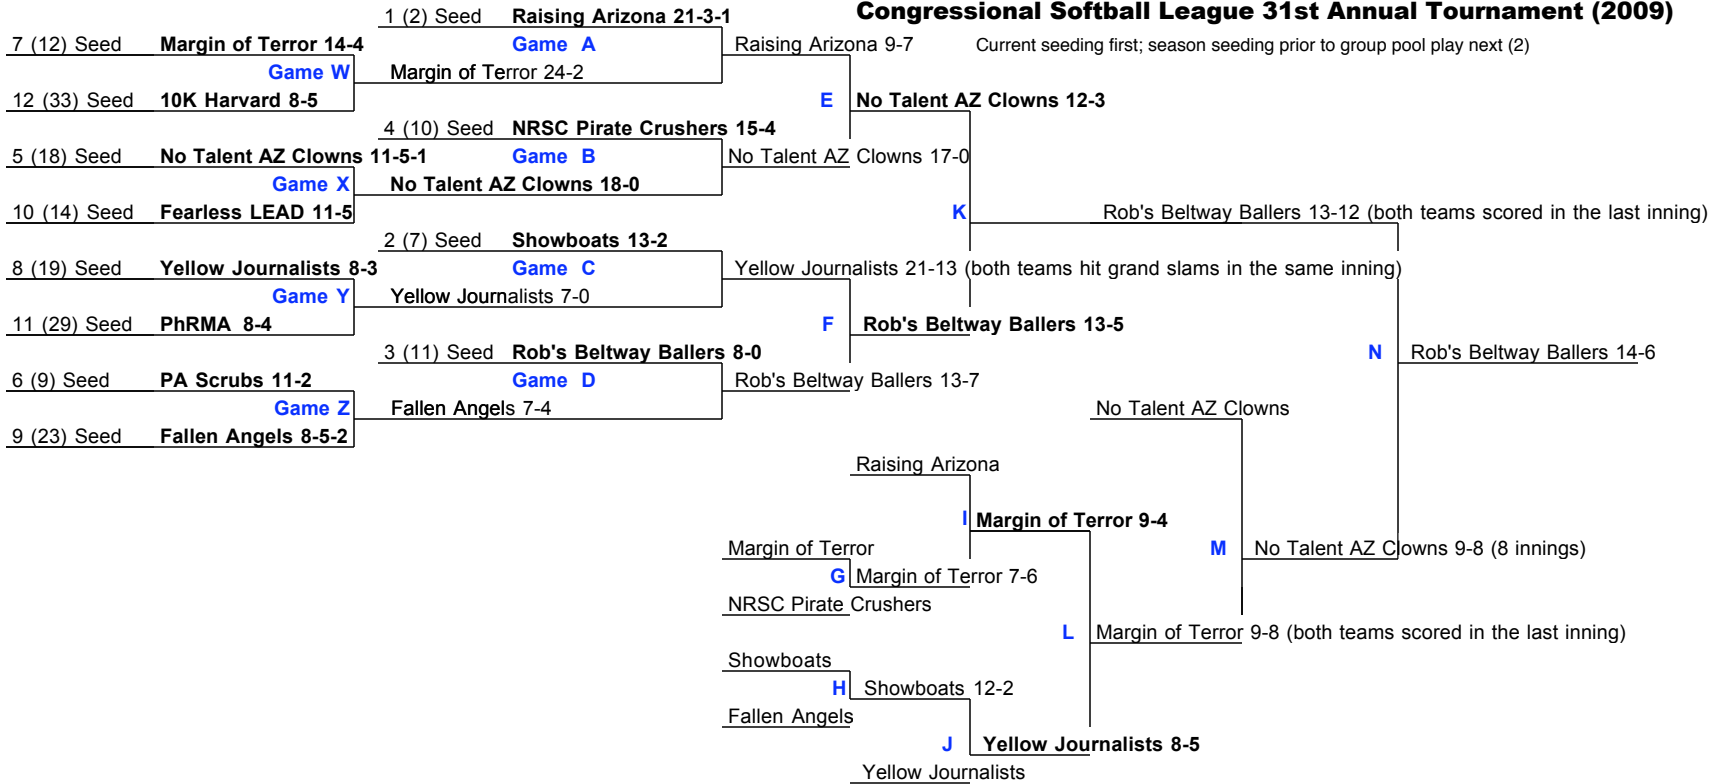 Congressional Softball League 31st Annual Tournament (2009)
Current seeding first; season seeding prior to group pool play next (2)
1 (2) Seed Raising Arizona 21-3-1
7 (12) Seed Margin of Terror 14-4
Game A
Raising Arizona 9-7
Game W
Margin of Terror 24-2
12 (33) Seed 10K Harvard 8-5
E
No Talent AZ Clowns 12-3
4 (10) Seed NRSC Pirate Crushers 15-4
5 (18) Seed No Talent AZ Clowns 11-5-1
Game B
No Talent AZ Clowns 17-0
Game X
No Talent AZ Clowns 18-0
10 (14) Seed Fearless LEAD 11-5
K
Rob's Beltway Ballers 13-12 (both teams scored in the last inning)
2 (7) Seed Showboats 13-2
8 (19) Seed Yellow Journalists 8-3
Game C
Yellow Journalists 21-13 (both teams hit grand slams in the same inning)
Game Y
Yellow Journalists 7-0
11 (29) Seed PhRMA 8-4
F
Rob's Beltway Ballers 13-5
3 (11) Seed Rob's Beltway Ballers 8-0
N
Rob's Beltway Ballers 14-6
6 (9) Seed PA Scrubs 11-2
Game D
Rob's Beltway Ballers 13-7
Game Z
Fallen Angels 7-4
No Talent AZ Clowns
9 (23) Seed Fallen Angels 8-5-2
Raising Arizona
I
Margin of Terror 9-4
Margin of Terror
M
No Talent AZ Clowns 9-8 (8 innings)
G
Margin of Terror 7-6
NRSC Pirate Crushers
L
Margin of Terror 9-8 (both teams scored in the last inning)
Showboats
H
Showboats 12-2
Fallen Angels
J
Yellow Journalists 8-5
Yellow Journalists